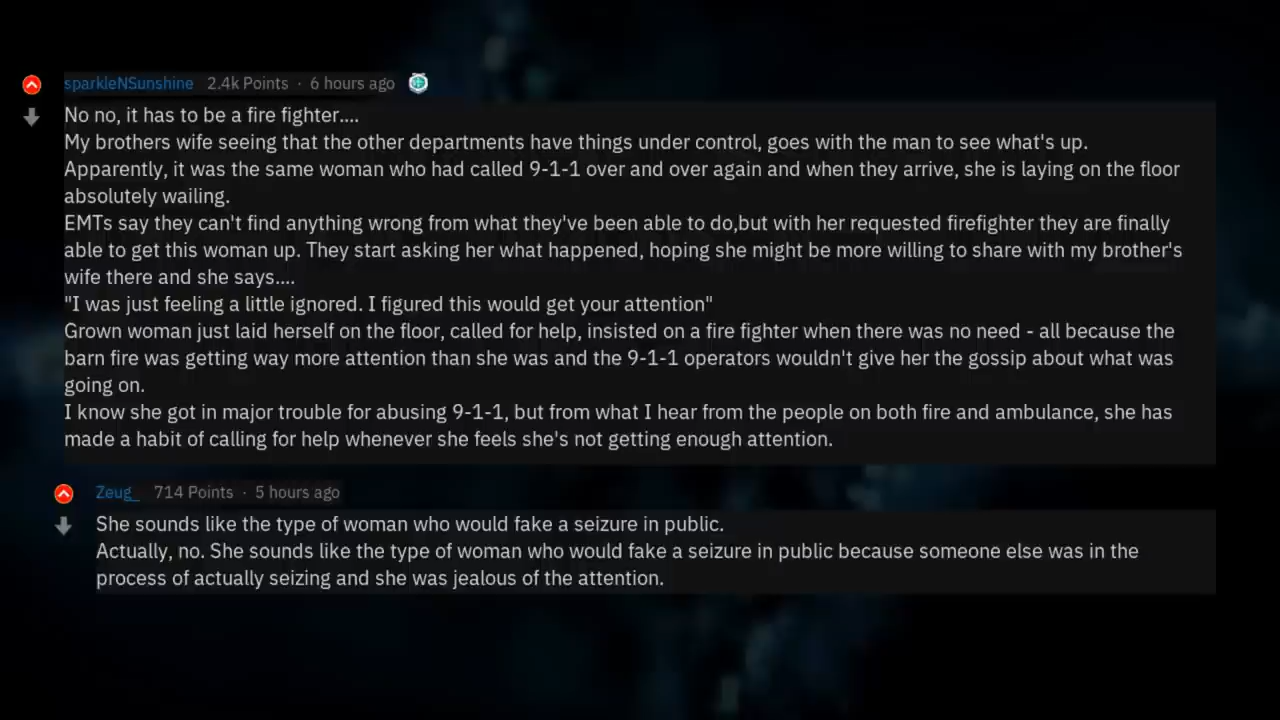 sparkleNSunshine 2.4k Points · 6 hours ago
No no, it has to be a fire fighter....
My brothers wife seeing that the other departments have things under control, goes with the man to see what's up.
Apparently, it was the same woman who had called 9-1-1 over and over again and when they arrive, she is laying on the floor
absolutely wailing.
EMTs say they can't find anything wrong from what they've been able to do,but with her requested firefighter they are finally
able to get this woman up. They start asking her what happened, hoping she might be more willing to share with my brother's
wife there and she says....
"I was just feeling a little ignored. I figured this would get your attention"
Grown woman just laid herself on the floor, called for help, insisted on a fire fighter when there was no need - all because the
barn fire was getting way more attention than she was and the 9-1-1 operators wouldn't give her the gossip about what was
going on.
I know she got in major trouble for abusing 9-1-1, but from what I hear from the people on both fire and ambulance, she has
made a habit of calling for help whenever she feels she's not getting enough attention.
Zeug_ 714 Points · 5 hours ago
She sounds like the type of woman who would fake a seizure in public.
Actually, no. She sounds like the type of woman who would fake a seizure in public because someone else was in the
process of actually seizing and she was jealous of the attention.